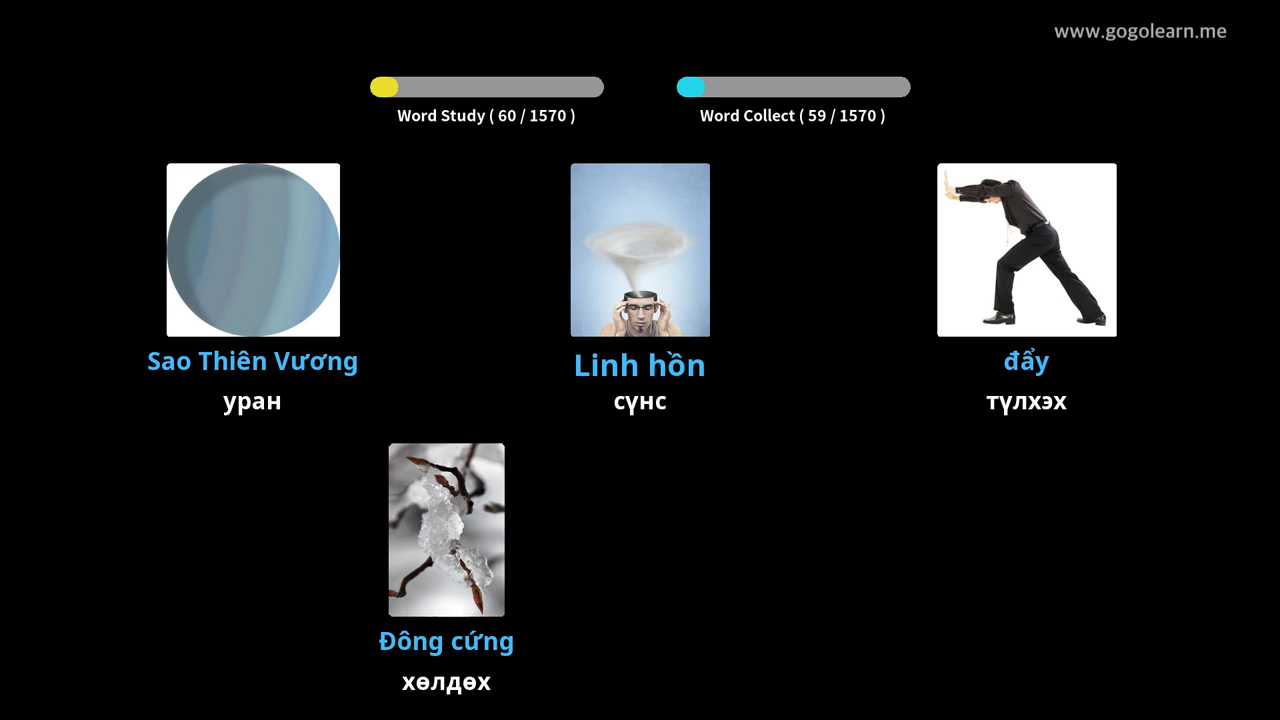 www.gogolearn.me
Word Study ( 60 / 1570 )
Word Collect ( 59 / 1570 )
Sao Thiên Vương
уран
Linh hồn
сүнс
đẩy
түлхэх
Đông cứng
хөлдөх